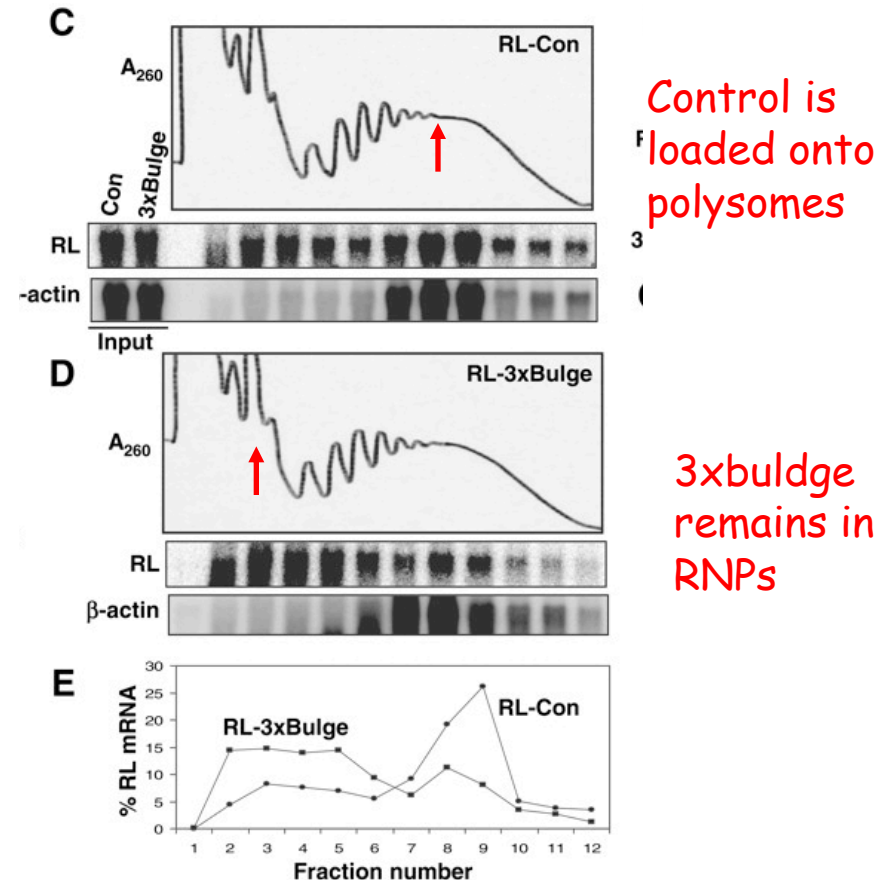 C
RL-Con
A260
Con
3xBulge
Control is
loaded onto
polysomes
RL
3
-actin
Input
D
RL-3xBulge
A260
3xbuldge
remains in
RNPs
RL
β-actin
E
% RL mRNA
30
25
20
15
10
5
0
RL-3xBulge
RL-Con
1 2 3 4 5 6 7 8 9 10 11 12
Fraction number